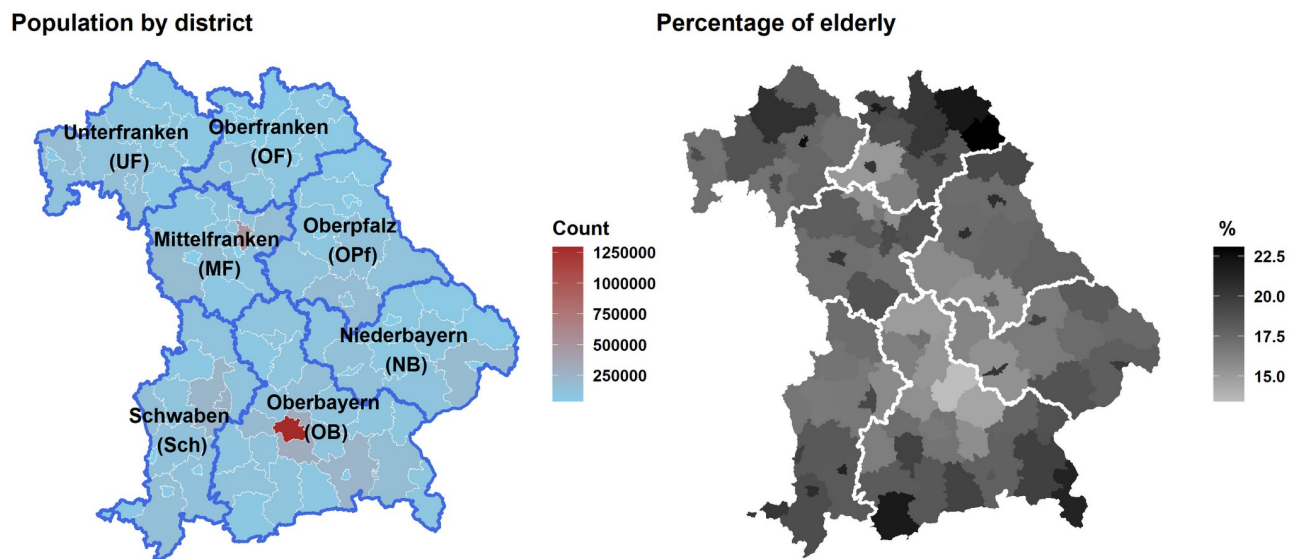 Population by district
Unterfranken
(UF)
Oberfranken
(OF)
Mittelfranken
(MF)
Oberpfalz
(OPf)
Niederbayern
(NB)
Schwaben
(Sch)
Oberbayern
(OB)
Count
1250000
1000000
750000
500000
250000
Percentage of elderly
%
22.5
20.0
17.5
15.0